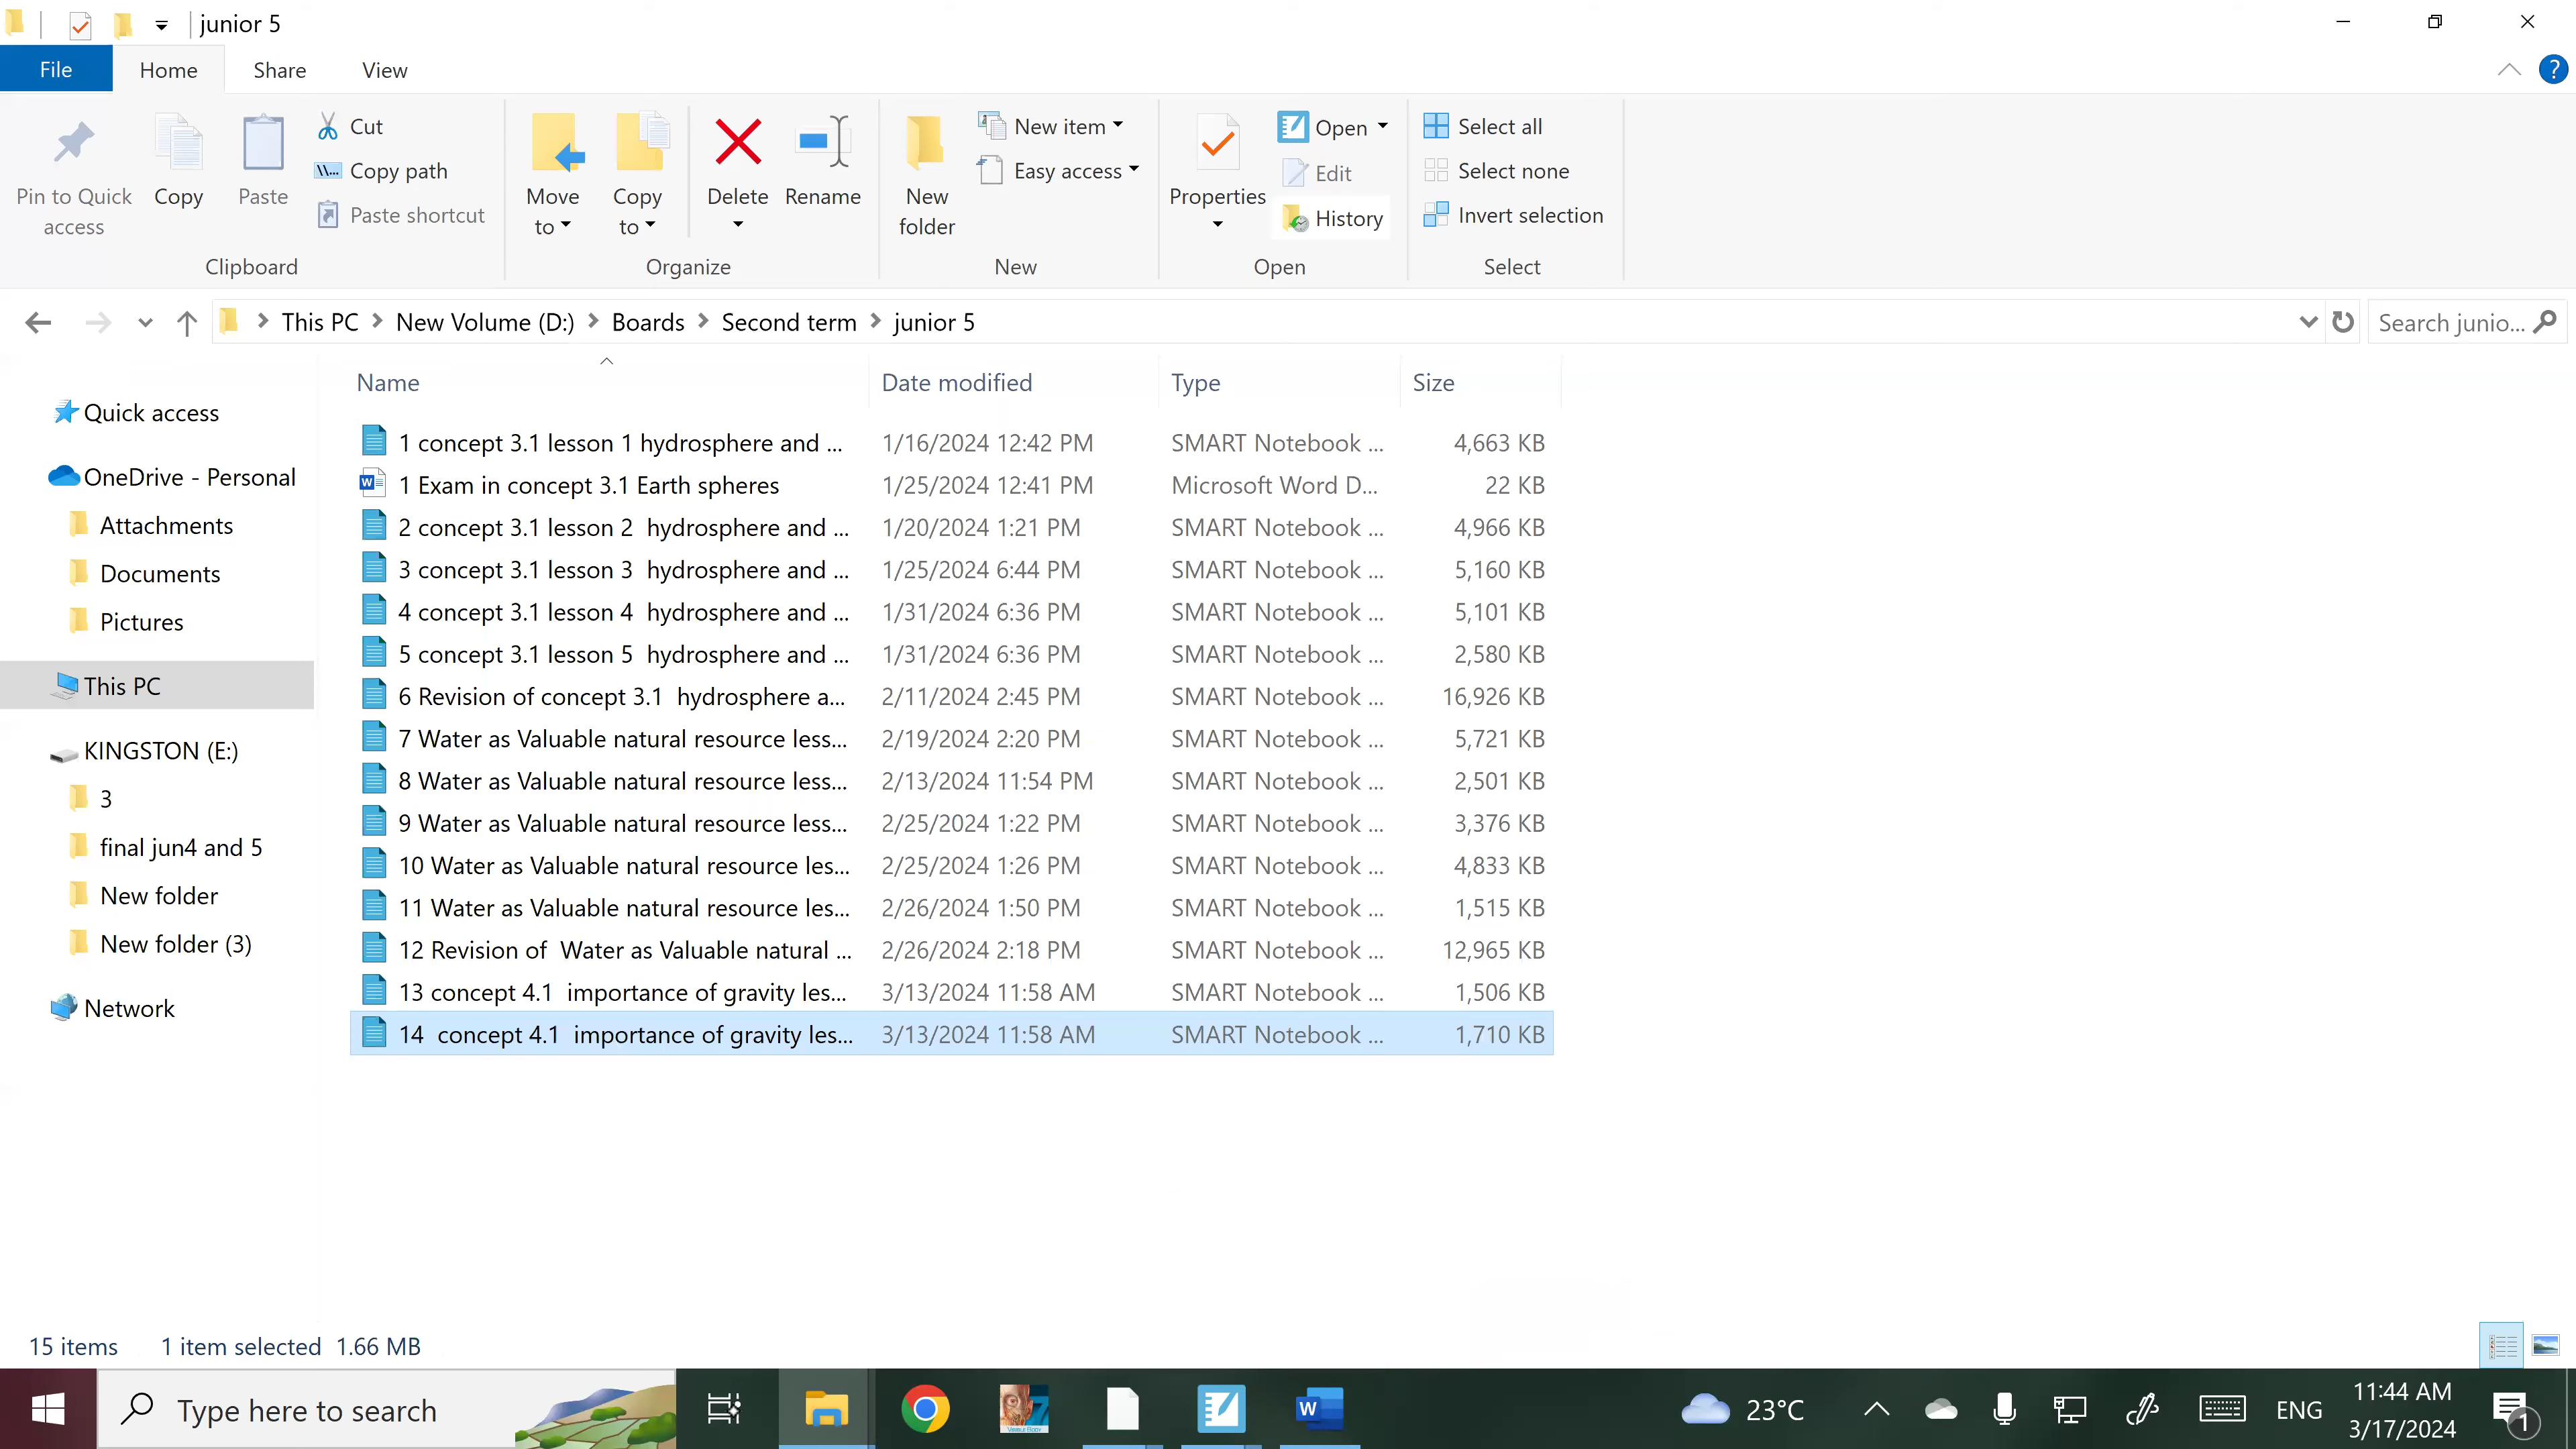 junior 5
File Home Share View
Pin to Quick access
Copy
Paste
Cut
Copy path
Paste shortcut
Clipboard
Move to
Copy to
Delete
Rename
Organize
New folder
New item
Easy access
New
Properties
Open
Edit
History
Open
Select all
Select none
Invert selection
Select
This PC New Volume (D:) Boards Second term junior 5
Search junio...
Quick access
OneDrive - Personal
Attachments
Documents
Pictures
This PC
KINGSTON (E:)
3
final jun4 and 5
New folder
New folder (3)
Network
Name Date modified Type Size
1 concept 3.1 lesson 1 hydrosphere and ... 1/16/2024 12:42 PM SMART Notebook ... 4,663 KB
1 Exam in concept 3.1 Earth spheres 1/25/2024 12:41 PM Microsoft Word D... 22 KB
2 concept 3.1 lesson 2 hydrosphere and ... 1/20/2024 1:21 PM SMART Notebook ... 4,966 KB
3 concept 3.1 lesson 3 hydrosphere and ... 1/25/2024 6:44 PM SMART Notebook ... 5,160 KB
4 concept 3.1 lesson 4 hydrosphere and ... 1/31/2024 6:36 PM SMART Notebook ... 5,101 KB
5 concept 3.1 lesson 5 hydrosphere and ... 1/31/2024 6:36 PM SMART Notebook ... 2,580 KB
6 Revision of concept 3.1 hydrosphere a... 2/11/2024 2:45 PM SMART Notebook ... 16,926 KB
7 Water as Valuable natural resource less... 2/19/2024 2:20 PM SMART Notebook ... 5,721 KB
8 Water as Valuable natural resource less... 2/13/2024 11:54 PM SMART Notebook ... 2,501 KB
9 Water as Valuable natural resource less... 2/25/2024 1:22 PM SMART Notebook ... 3,376 KB
10 Water as Valuable natural resource les... 2/25/2024 1:26 PM SMART Notebook ... 4,833 KB
11 Water as Valuable natural resource les... 2/26/2024 1:50 PM SMART Notebook ... 1,515 KB
12 Revision of Water as Valuable natural ... 2/26/2024 2:18 PM SMART Notebook ... 12,965 KB
13 concept 4.1 importance of gravity les... 3/13/2024 11:58 AM SMART Notebook ... 1,506 KB
14 concept 4.1 importance of gravity les... 3/13/2024 11:58 AM SMART Notebook ... 1,710 KB
15 items 1 item selected 1.66 MB
Type here to search
23°C
ENG
11:44 AM
3/17/2024
1